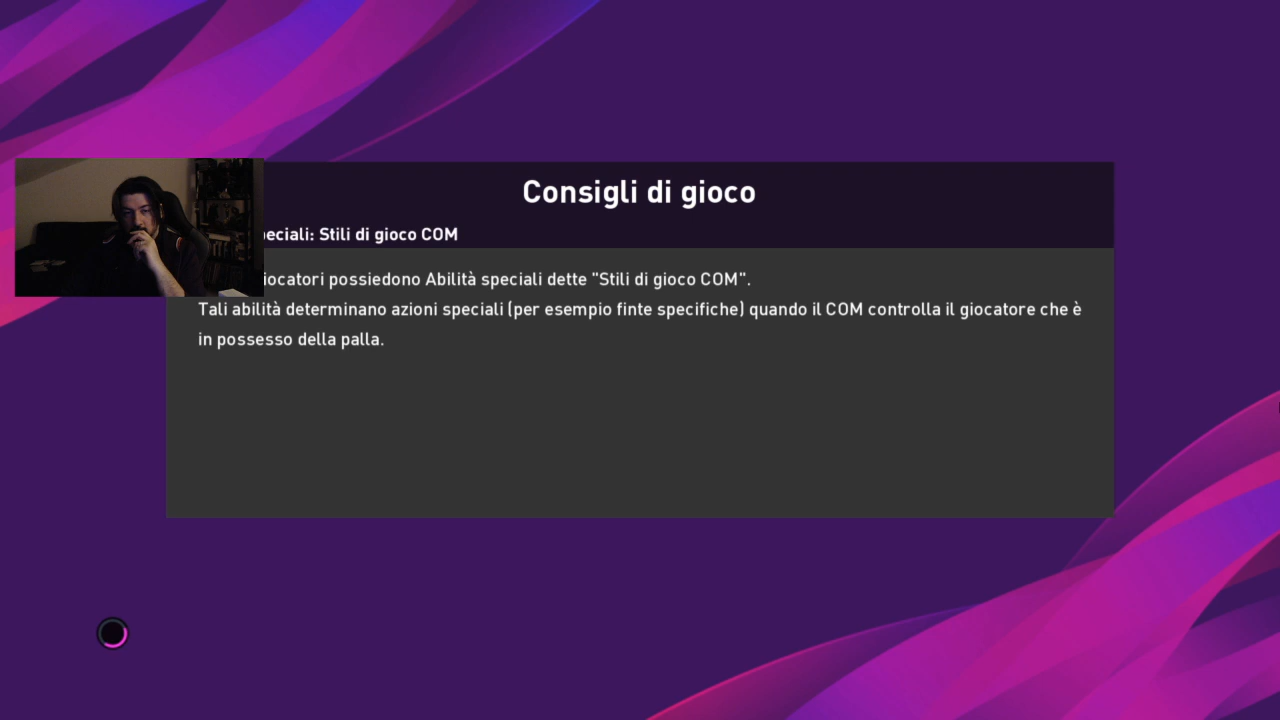 Consigli di gioco
speciali: Stili di gioco COM
giocatori possiedono Abilità speciali dette "Stili di gioco COM".
Tali abilità determinano azioni speciali (per esempio finte specifiche) quando il COM controlla il giocatore che è
in possesso della palla.